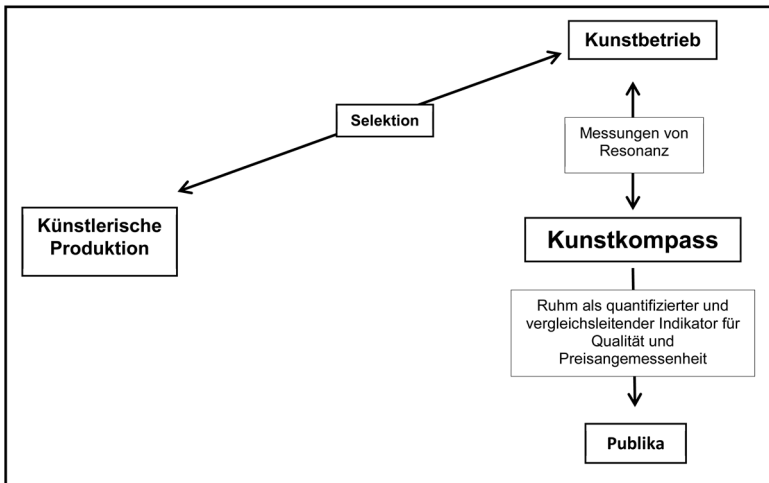 Kunstbetrieb
Selektion
Messungen von
Resonanz
Künstlerische
Produktion
Kunstkompass
Ruhm als quantifizierter und
vergleichsleitender Indikator für
Qualität und
Preisangemessenheit
Publika